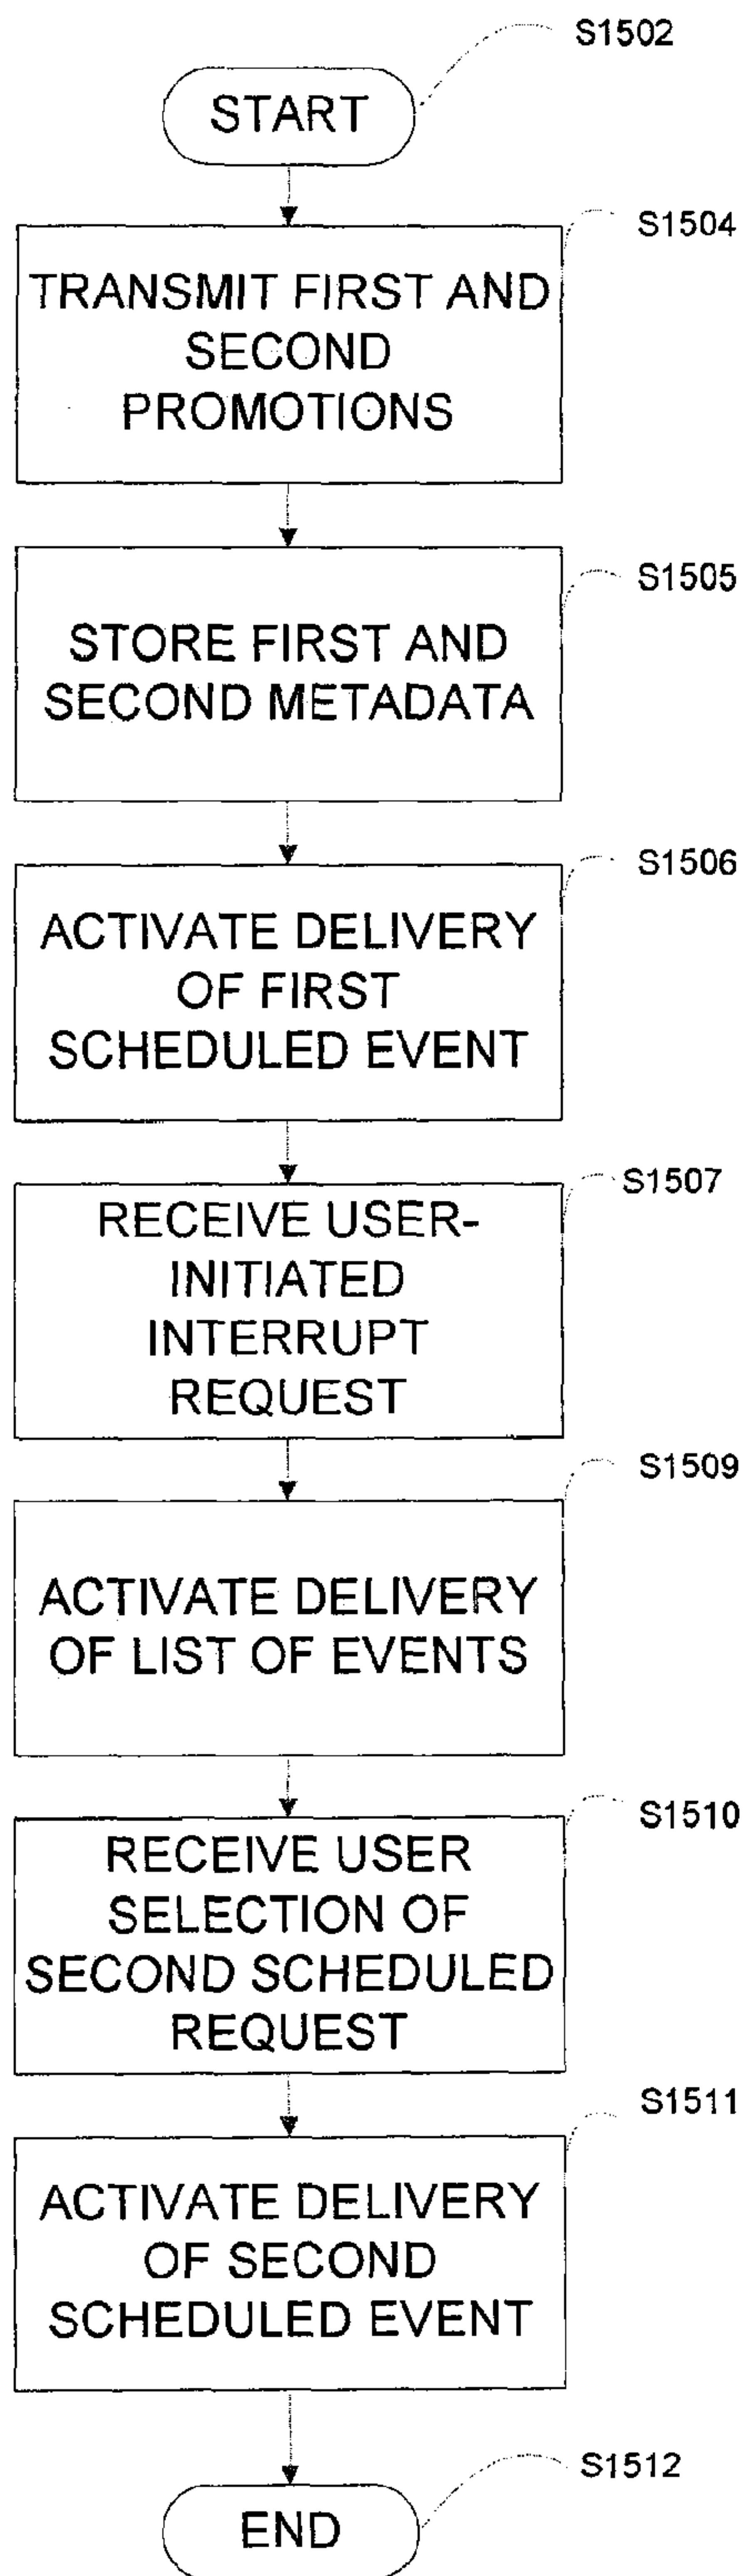 S1502
START
S1504
TRANSMIT FIRST AND
SECOND
PROMOTIONS
S1505
STORE FIRST AND
SECOND METADATA
S1506
ACTIVATE DELIVERY
OF FIRST
SCHEDULED EVENT
S1507
RECEIVE USER-
INITIATED
INTERRUPT
REQUEST
S1509
ACTIVATE DELIVERY
OF LIST OF EVENTS
S1510
RECEIVE USER
SELECTION OF
SECOND SCHEDULED
REQUEST
S1511
ACTIVATE DELIVERY
OF SECOND
SCHEDULED EVENT
S1512
END